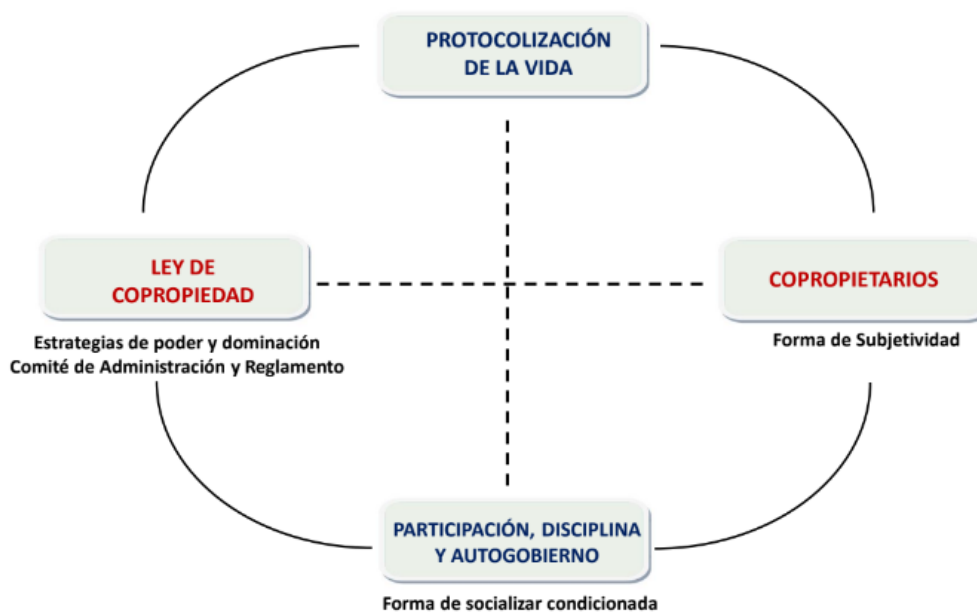 PROTOCOLIZACIÓN
DE LA VIDA
LEY DE
COPROPIEDAD
Estrategias de poder y dominación
Comité de Administración y Reglamento
COPROPIETARIOS
Forma de Subjetividad
PARTICIPACIÓN, DISCIPLINA
Y AUTOGOBIERNO
Forma de socializar condicionada